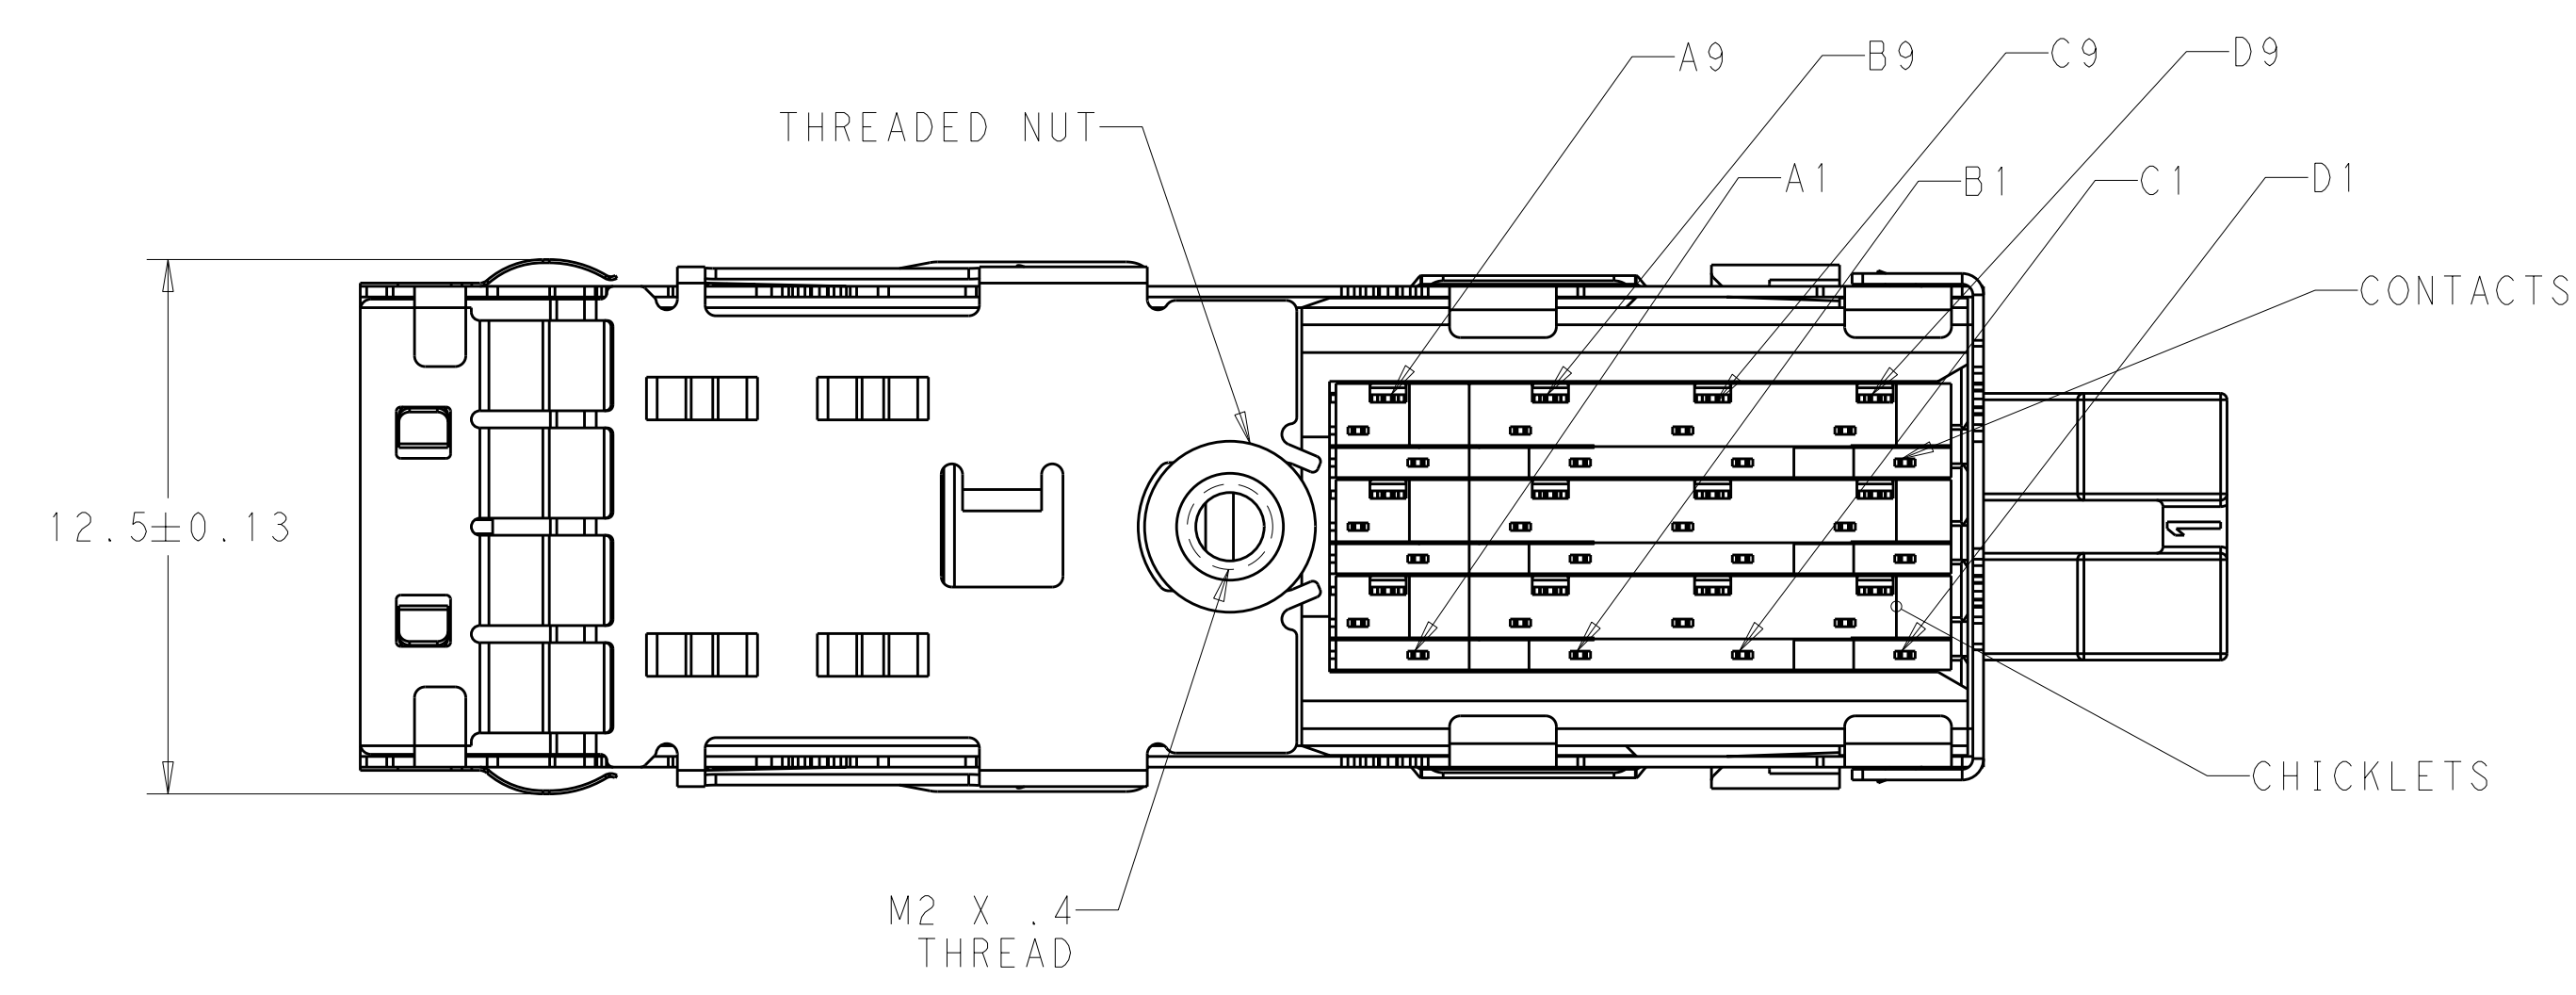 A9
B9
C9
D9
THREADED NUT
A1
B1
C1
D1
CONTACTS
12.5±0.13
1
CHICKLETS
M2 X .4
THREAD